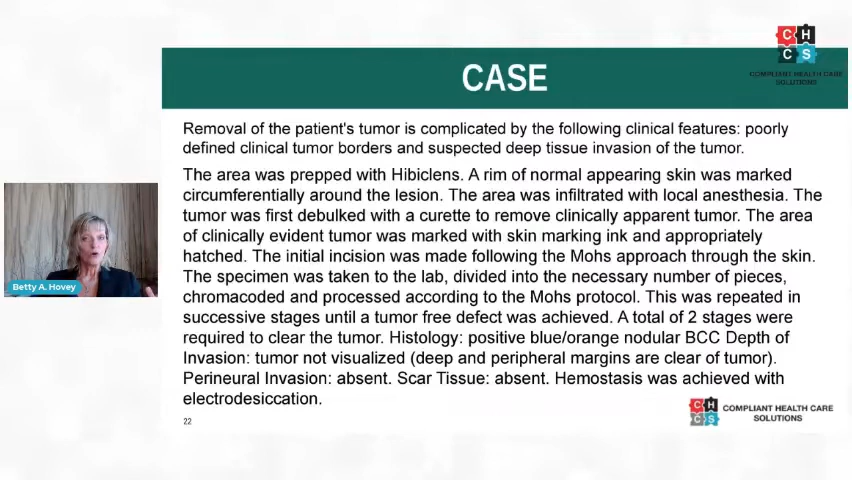 C H
C S
COMPLIANT HEALTH CARE
SOLUTIONS
CASE
Removal of the patient's tumor is complicated by the following clinical features: poorly
defined clinical tumor borders and suspected deep tissue invasion of the tumor.
The area was prepped with Hibiclens. A rim of normal appearing skin was marked
circumferentially around the lesion. The area was infiltrated with local anesthesia. The
tumor was first debulked with a curette to remove clinically apparent tumor. The area
of clinically evident tumor was marked with skin marking ink and appropriately
hatched. The initial incision was made following the Mohs approach through the skin.
The specimen was taken to the lab, divided into the necessary number of pieces,
chromacoded and processed according to the Mohs protocol. This was repeated in
successive stages until a tumor free defect was achieved. A total of 2 stages were
required to clear the tumor. Histology: positive blue/orange nodular BCC Depth of
Invasion: tumor not visualized (deep and peripheral margins are clear of tumor).
Perineural Invasion: absent. Scar Tissue: absent. Hemostasis was achieved with
electrodesiccation.
Betty A. Hovey
22
C H
C S
COMPLIANT HEALTH CARE
SOLUTIONS